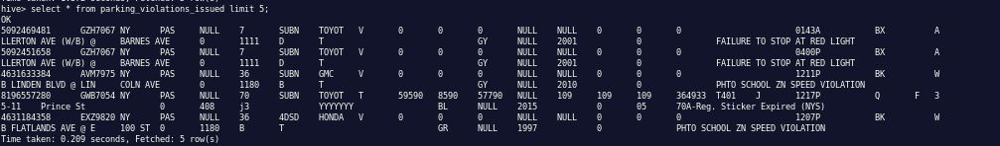 hive> select * from parking_violations_issued limit 5;
OK
5092469481 GZH7067 NY PAS NULL 7 SUBN TOYOT V 0 0 0 NULL NULL 0 0 0 0143A BX A
LLERTON AVE (W/B) @ BARNES AVE 0 1111 D T GY NULL 2001 0 FAILURE TO STOP AT RED LIGHT
5092451658 GZH7067 NY PAS NULL 7 SUBN TOYOT V 0 0 0 NULL NULL 0 0 0 0400P BX A
LLERTON AVE (W/B) @ BARNES AVE 0 1111 D T GY NULL 2001 0 FAILURE TO STOP AT RED LIGHT
4631633384 AVM7975 NY PAS NULL 36 SUBN GMC V 0 0 0 NULL NULL 0 0 0 1211P BK W
B LINDEN BLVD @ LIN COLN AVE 0 1180 B T GY NULL 2010 0 PHTO SCHOOL ZN SPEED VIOLATION
8196557280 GWB7054 NY PAS NULL 70 SUBN TOYOT T 59590 8590 57790 NULL 109 109 109 364933 T401 J 1217P Q F 3
5-11 Prince St 0 408 j3 YYYYYYY BL NULL 2015 0 05 70A-Reg. Sticker Expired (NYS)
4631184358 EXZ9820 NY PAS NULL 36 4DSD HONDA V 0 0 0 NULL NULL 0 0 0 1207P BK W
B FLATLANDS AVE @ E 100 ST 0 1180 B T GR NULL 1997 0 PHTO SCHOOL ZN SPEED VIOLATION
Time taken: 0.209 seconds, Fetched: 5 row(s)